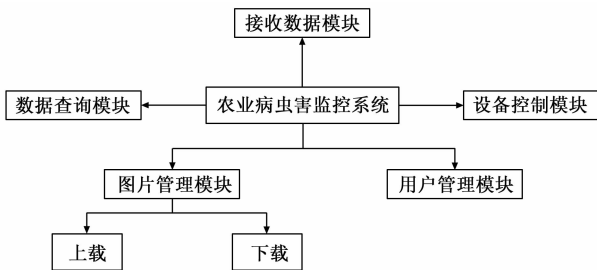 接收数据模块
数据查询模块
农业病虫害监控系统
设备控制模块
图片管理模块
用户管理模块
上载
下载